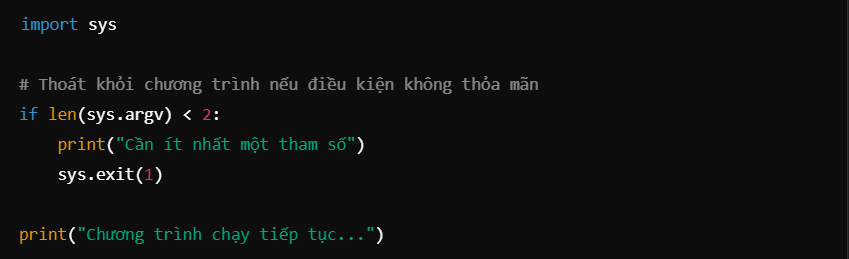 import sys
# Thoát khỏi chương trình nếu điều kiện không thỏa mãn
if len(sys.argv) < 2:
    print("Cần ít nhất một tham số")
    sys.exit(1)
print("Chương trình chạy tiếp tục...")